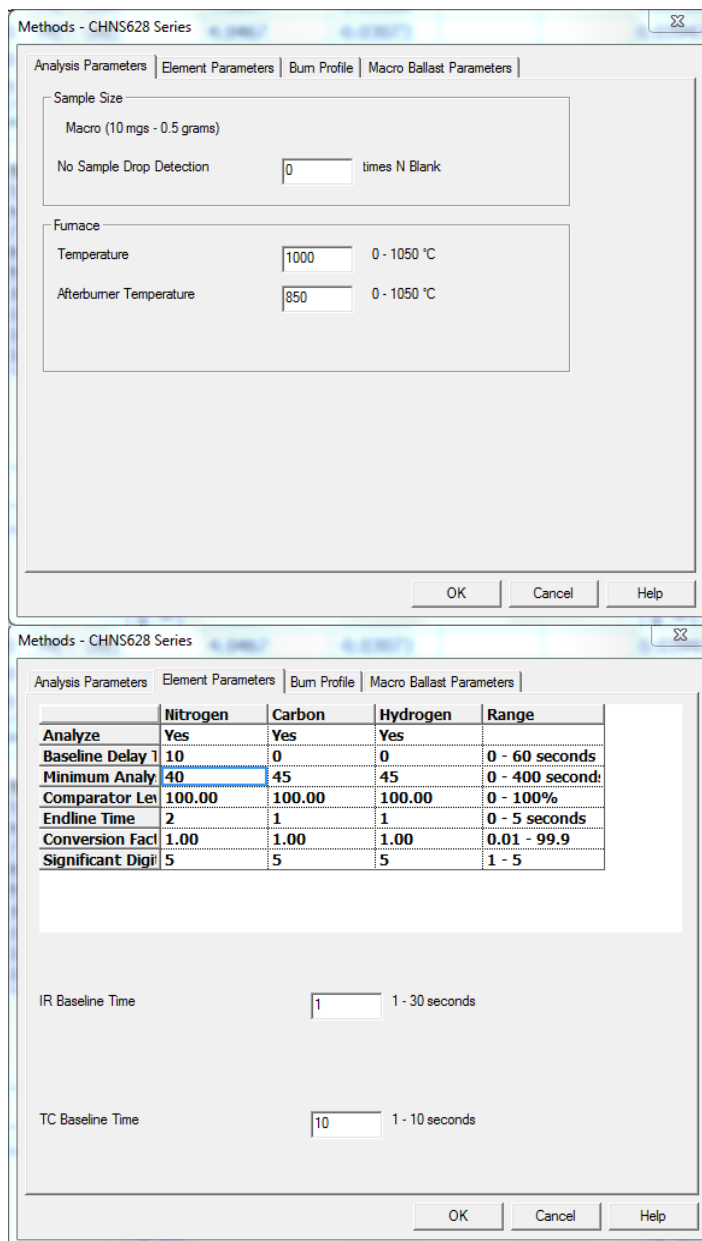 Methods - CHNS628 Series
Analysis Parameters Element Parameters Burn Profile Macro Ballast Parameters
Sample Size
Macro (10 mgs - 0.5 grams)
No Sample Drop Detection 0 times N Blank
Furnace
Temperature 1000 0 - 1050 °C
Afterburner Temperature 850 0 - 1050 °C
OK Cancel Help
Methods - CHNS628 Series
Analysis Parameters Element Parameters Burn Profile Macro Ballast Parameters
Nitrogen Carbon Hydrogen Range
Analyze Yes Yes Yes
Baseline Delay T 10 0 0 0 - 60 seconds
Minimum Analy 40 45 45 0 - 400 second
Comparator Lev 100.00 100.00 100.00 0 - 100%
Endline Time 2 1 1 0 - 5 seconds
Conversion Fact 1.00 1.00 1.00 0.01 - 99.9
Significant Digi 5 5 5 1 - 5
IR Baseline Time 1 1 - 30 seconds
TC Baseline Time 10 1 - 10 seconds
OK Cancel Help